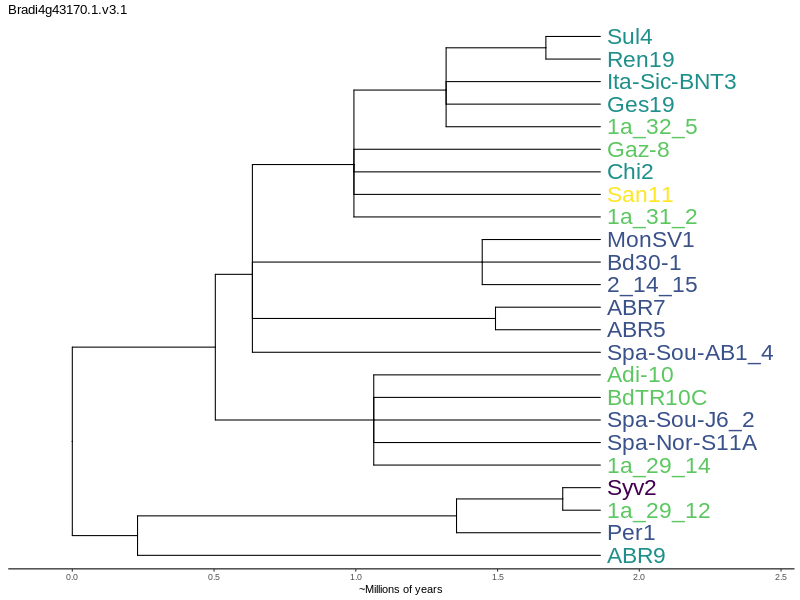 Bradi4g43170.1.v3.1
Sul4
Ren19
Ita-Sic-BNT3
Ges19
1a_32_5
Gaz-8
Chi2
San11
1a_31_2
MonSV1
Bd30-1
2_14_15
ABR7
ABR5
Spa-Sou-AB1_4
Adi-10
BdTR10C
Spa-Sou-J6_2
Spa-Nor-S11A
1a_29_14
Syv2
1a_29_12
Per1
ABR9
0.0 0.5 1.0 1.5 2.0 2.5
~Millions of years